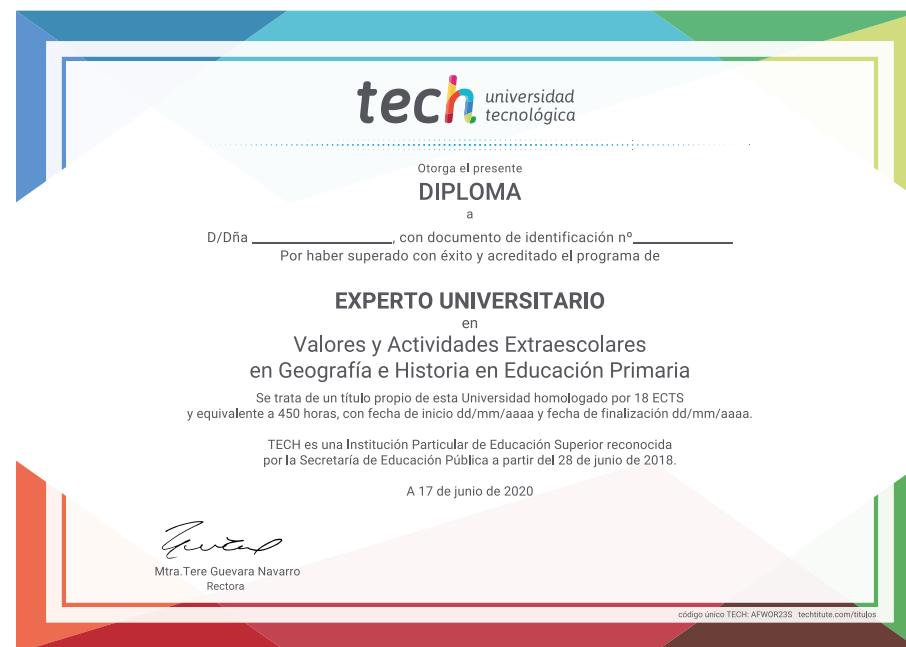 tech universidad
tecnológica
Otorga el presente
DIPLOMA
a
D/Dña ____________________, con documento de identificación nº______________
Por haber superado con éxito y acreditado el programa de
EXPERTO UNIVERSITARIO
en
Valores y Actividades Extraescolares
en Geografía e Historia en Educación Primaria
Se trata de un título propio de esta Universidad homologado por 18 ECTS
y equivalente a 450 horas, con fecha de inicio dd/mm/aaaa y fecha de finalización dd/mm/aaaa.
TECH es una Institución Particular de Educación Superior reconocida
por la Secretaría de Educación Pública a partir del 28 de junio de 2018.
A 17 de junio de 2020
Mtra.Tere Guevara Navarro
Rectora
código único TECH: AFWOR23S techtitute.com/titulos